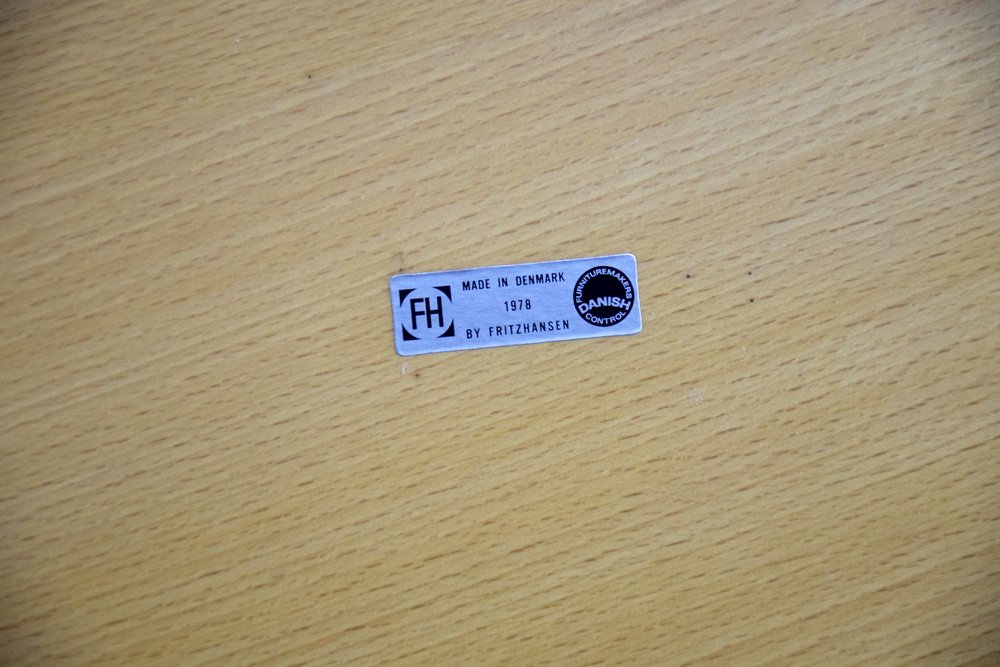 FH
MADE IN DENMARK
1978
BY FRITZHANSEN
FURNITUREMAKERS
DANISH
CONTROL